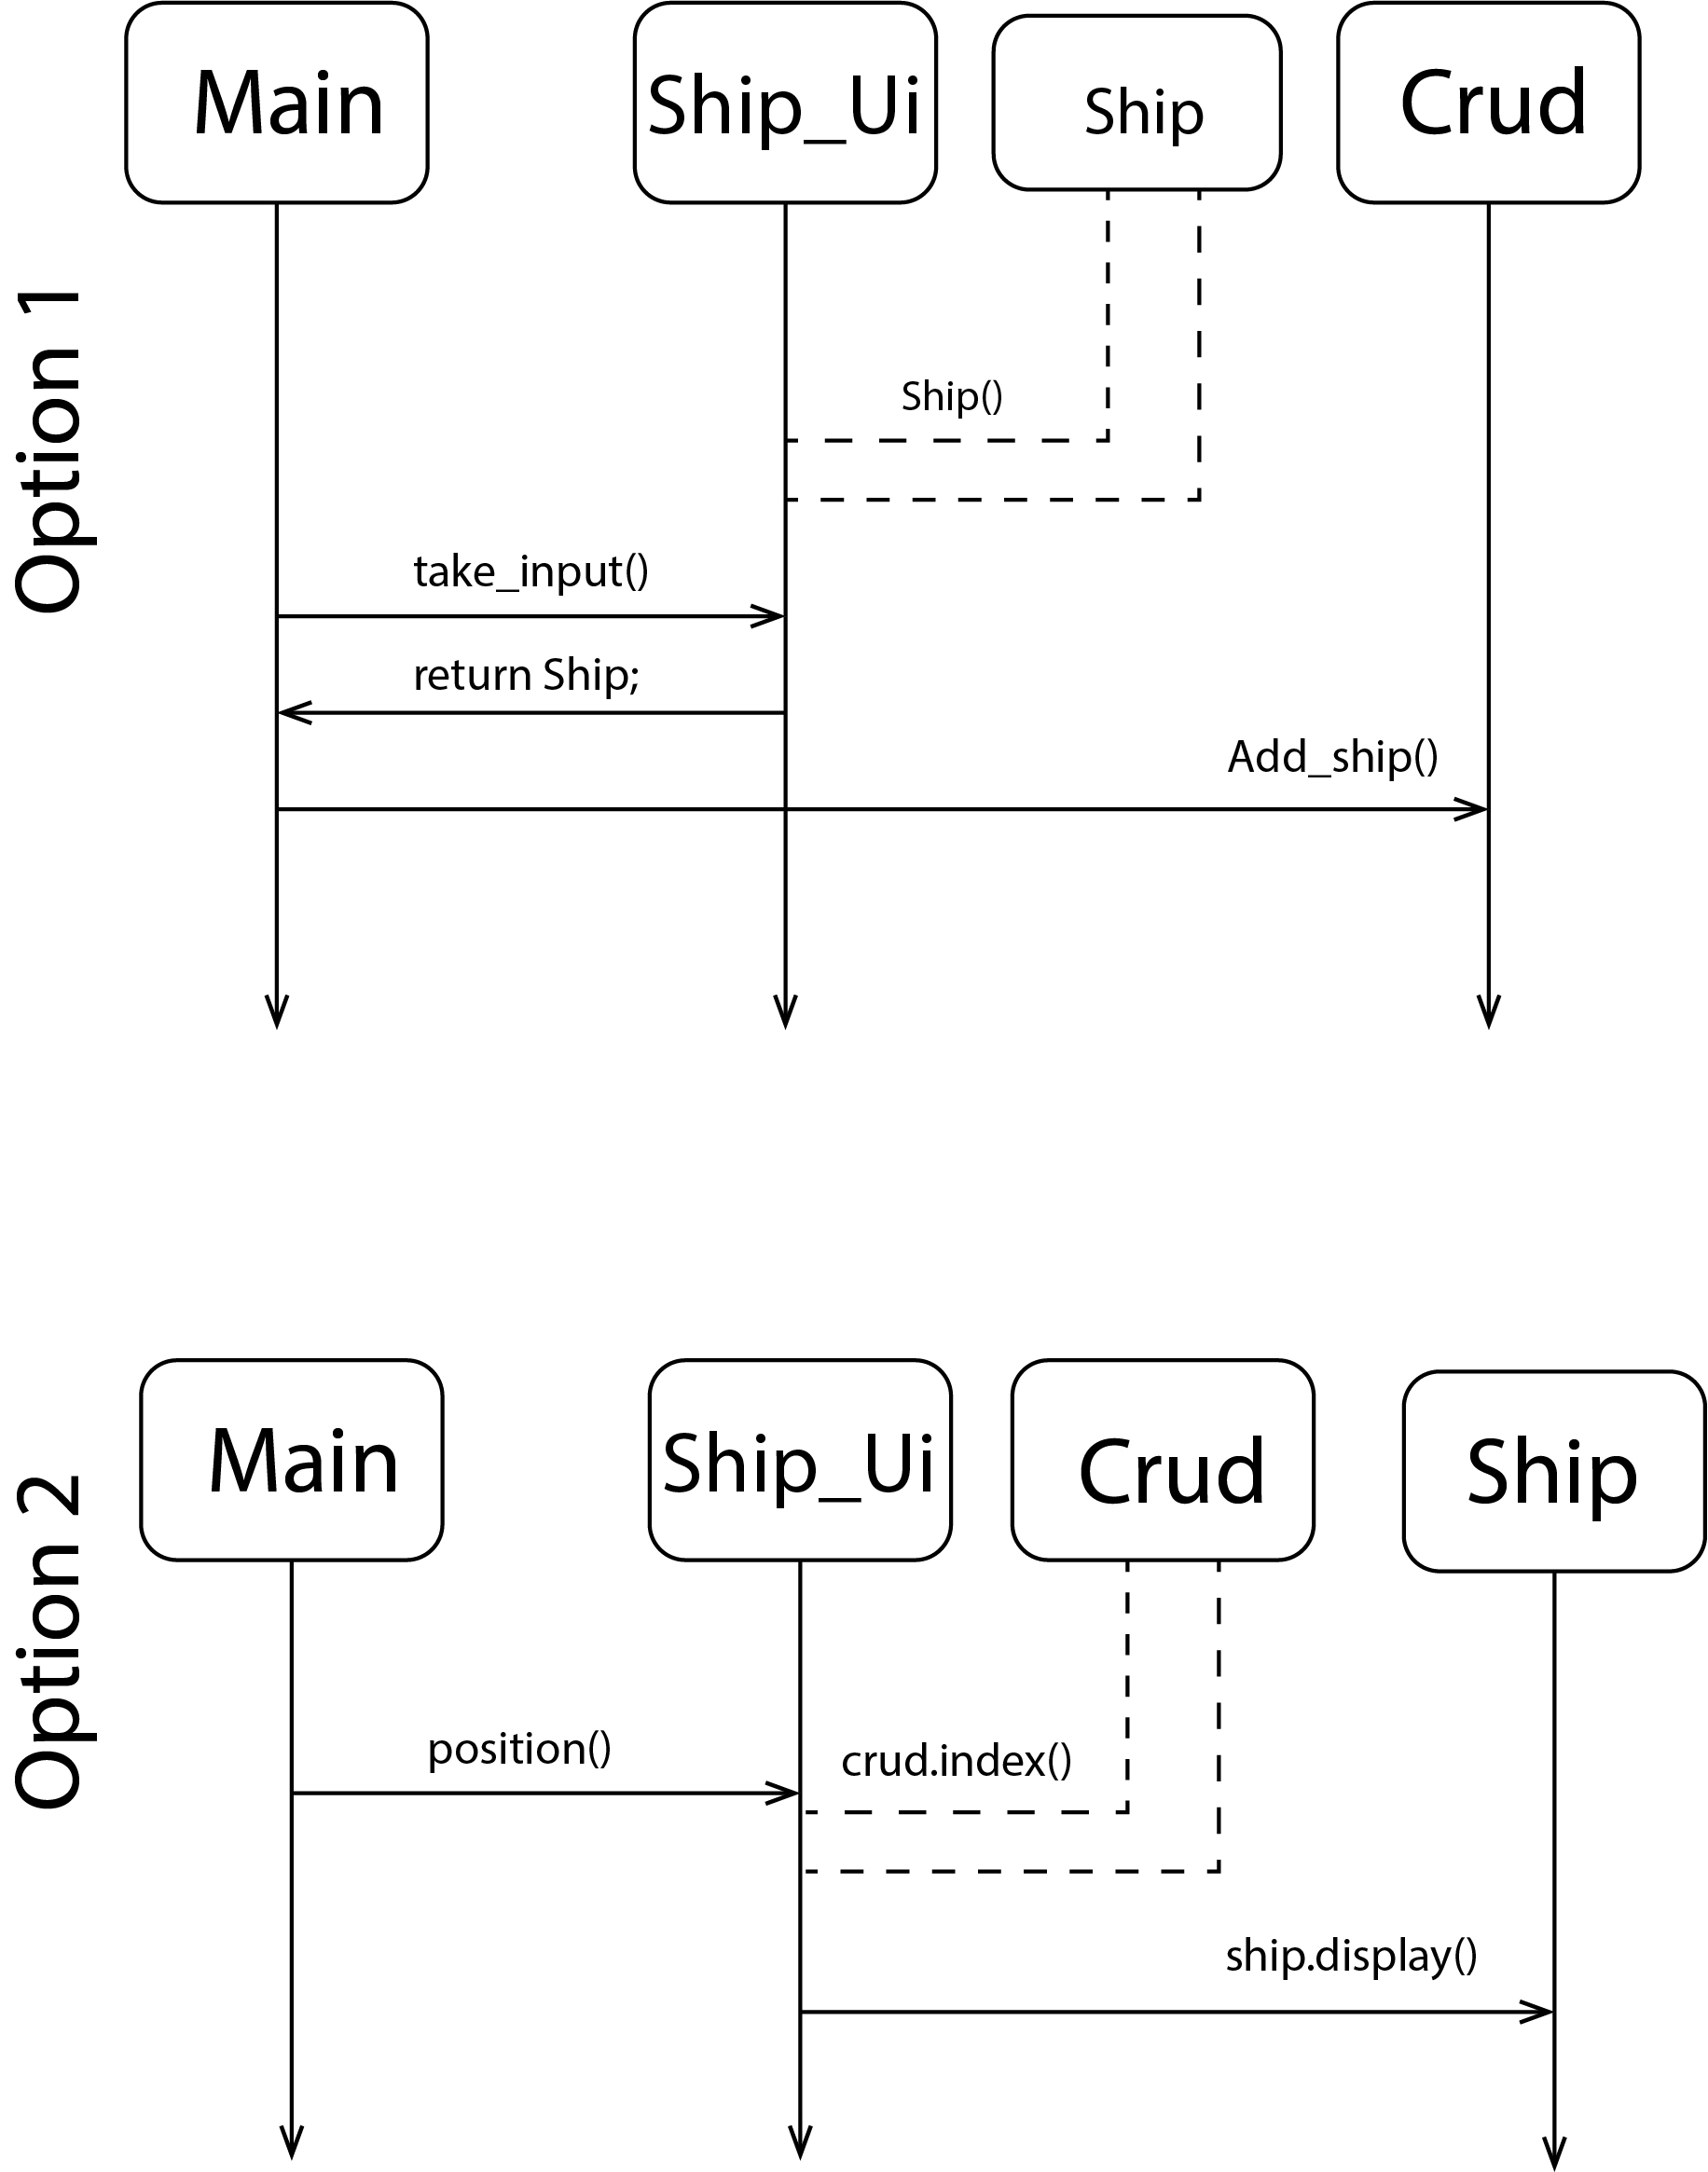 Main
Ship_Ui
Ship
Crud
Option 1
Ship()
take_input()
return Ship;
Add_ship()
Main
Ship_Ui
Crud
Ship
Option 2
position()
crud.index()
ship.display()